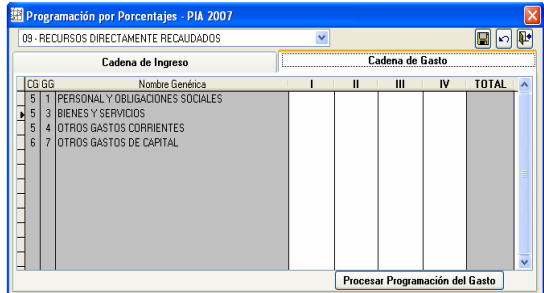 Programación por Porcentajes - PIA 2007
09 - RECURSOS DIRECTAMENTE RECAUDADOS
Cadena de Ingreso Cadena de Gasto
CG GG Nombre Genérica I II III IV TOTAL
5 1 PERSONAL Y OBLIGACIONES SOCIALES
5 3 BIENES Y SERVICIOS
5 4 OTROS GASTOS CORRIENTES
6 7 OTROS GASTOS DE CAPITAL
Procesar Programación del Gasto